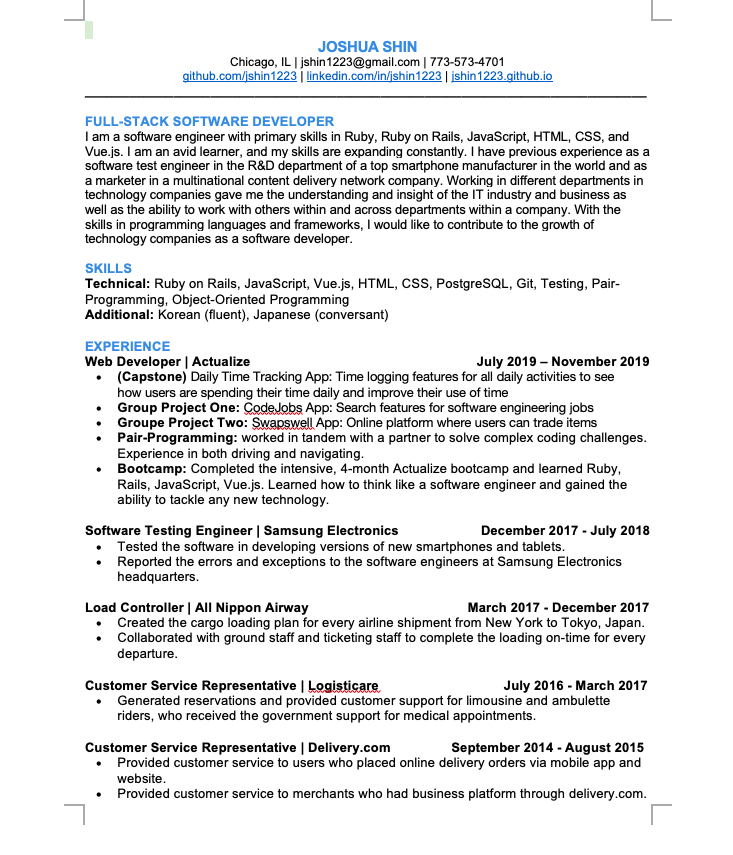 JOSHUA SHIN
Chicago, IL | jshin1223@gmail.com | 773-573-4701
github.com/jshin1223 | linkedin.com/in/jshin1223 | jshin1223.github.io
FULL-STACK SOFTWARE DEVELOPER
I am a software engineer with primary skills in Ruby, Ruby on Rails, JavaScript, HTML, CSS, and
Vue.js. I am an avid learner, and my skills are expanding constantly. I have previous experience as a
software test engineer in the R&D department of a top smartphone manufacturer in the world and as
a marketer in a multinational content delivery network company. Working in different departments in
technology companies gave me the understanding and insight of the IT industry and business as
well as the ability to work with others within and across departments within a company. With the
skills in programming languages and frameworks, I would like to contribute to the growth of
technology companies as a software developer.
SKILLS
Technical: Ruby on Rails, JavaScript, Vue.js, HTML, CSS, PostgreSQL, Git, Testing, Pair-
Programming, Object-Oriented Programming
Additional: Korean (fluent), Japanese (conversant)
EXPERIENCE
Web Developer | Actualize July 2019 – November 2019
• (Capstone) Daily Time Tracking App: Time logging features for all daily activities to see
how users are spending their time daily and improve their use of time
• Group Project One: CodeJobs App: Search features for software engineering jobs
• Groupe Project Two: Swapswell App: Online platform where users can trade items
• Pair-Programming: worked in tandem with a partner to solve complex coding challenges.
Experience in both driving and navigating.
• Bootcamp: Completed the intensive, 4-month Actualize bootcamp and learned Ruby,
Rails, JavaScript, Vue.js. Learned how to think like a software engineer and gained the
ability to tackle any new technology.
Software Testing Engineer | Samsung Electronics December 2017 - July 2018
• Tested the software in developing versions of new smartphones and tablets.
• Reported the errors and exceptions to the software engineers at Samsung Electronics
headquarters.
Load Controller | All Nippon Airway March 2017 - December 2017
• Created the cargo loading plan for every airline shipment from New York to Tokyo, Japan.
• Collaborated with ground staff and ticketing staff to complete the loading on-time for every
departure.
Customer Service Representative | Logisticare July 2016 - March 2017
• Generated reservations and provided customer support for limousine and ambulette
riders, who received the government support for medical appointments.
Customer Service Representative | Delivery.com September 2014 - August 2015
• Provided customer service to users who placed online delivery orders via mobile app and
website.
• Provided customer service to merchants who had business platform through delivery.com.